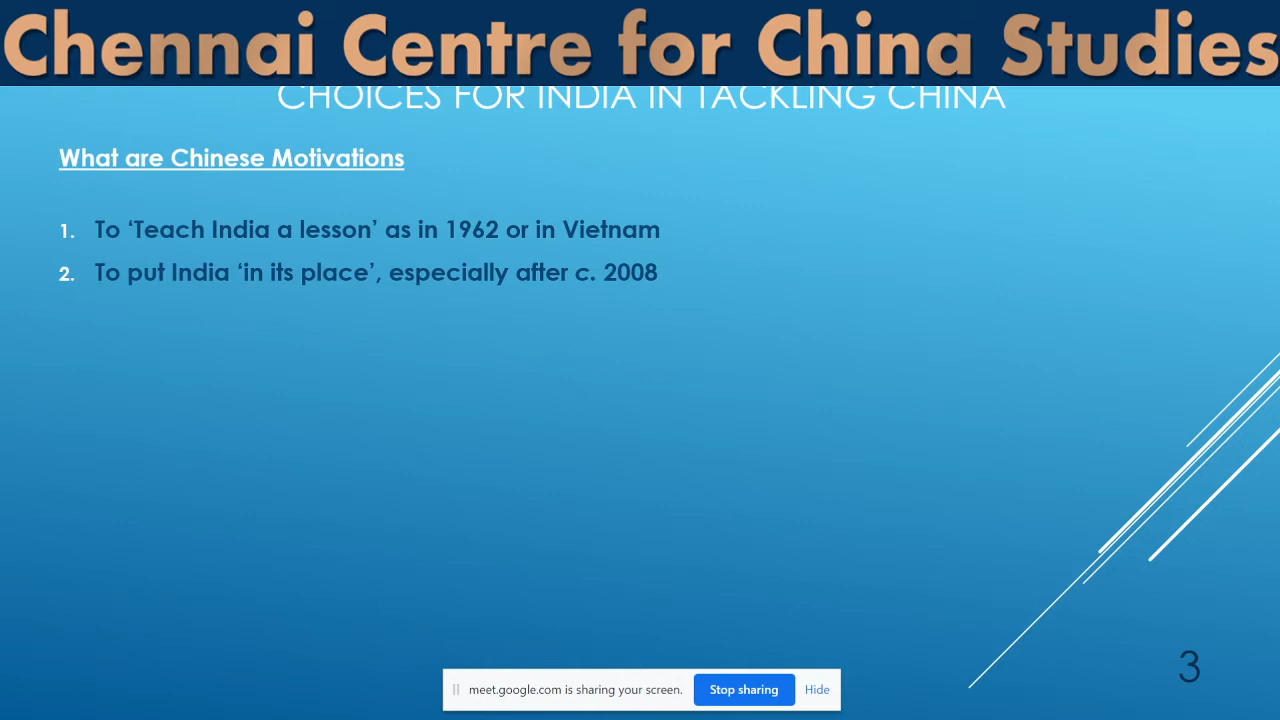 Chennai Centre for China Studies
CHOICES FOR INDIA IN TACKLING CHINA
What are Chinese Motivations
1. To ‘Teach India a lesson’ as in 1962 or in Vietnam
2. To put India ‘in its place’, especially after c. 2008
3
meet.google.com is sharing your screen. Stop sharing Hide